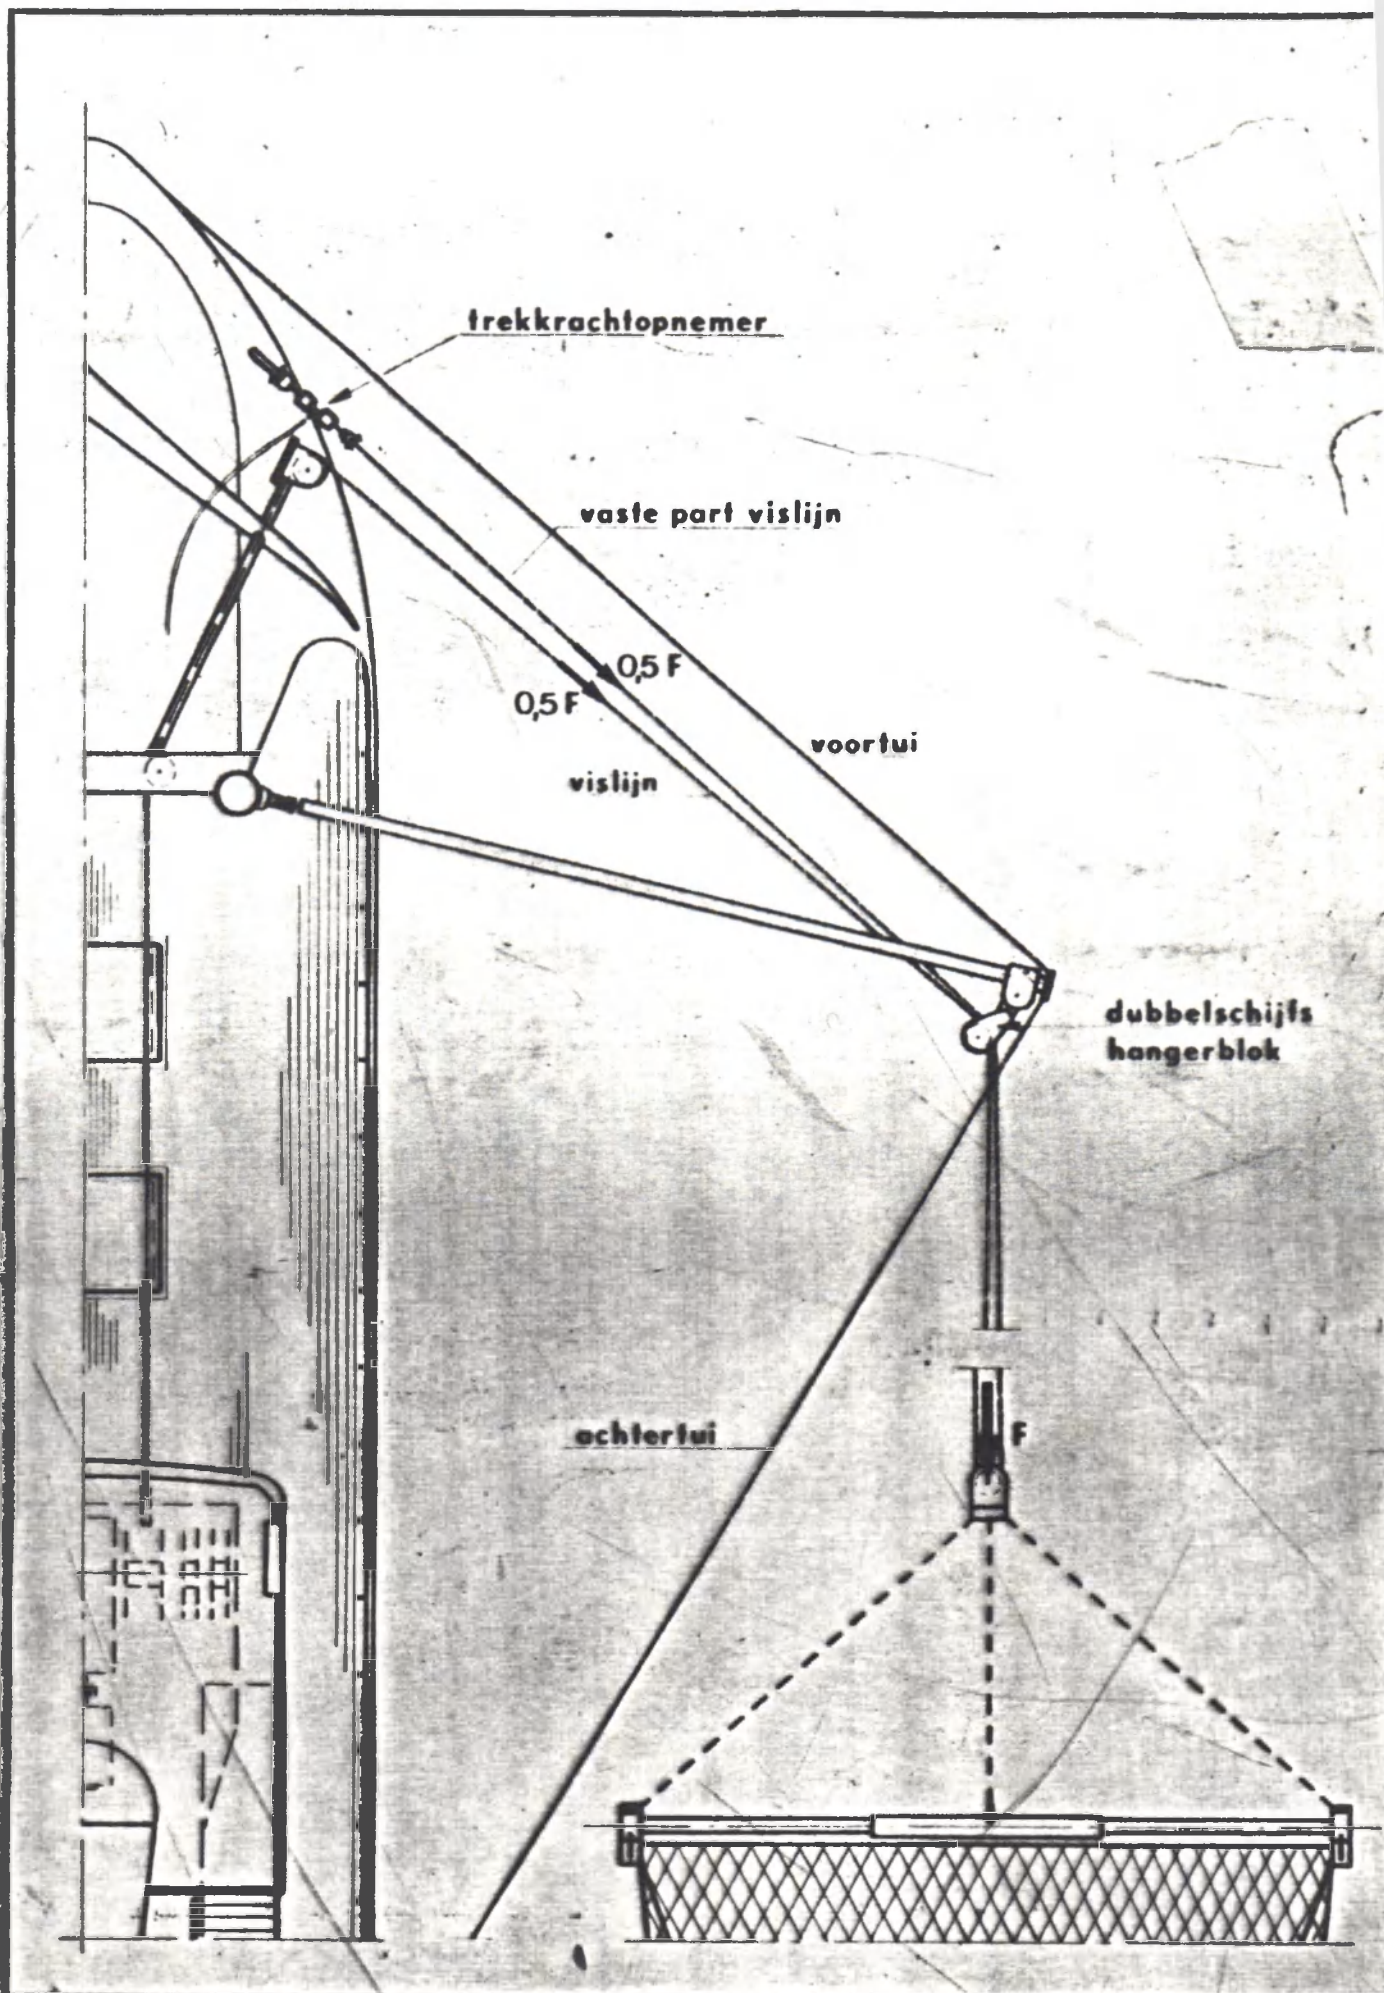 trekkrachtopnemer
vaste part vislijn
0,5 F
0,5 F
voortui
vislijn
dubbelschijfs
hangerblok
achtertui
F